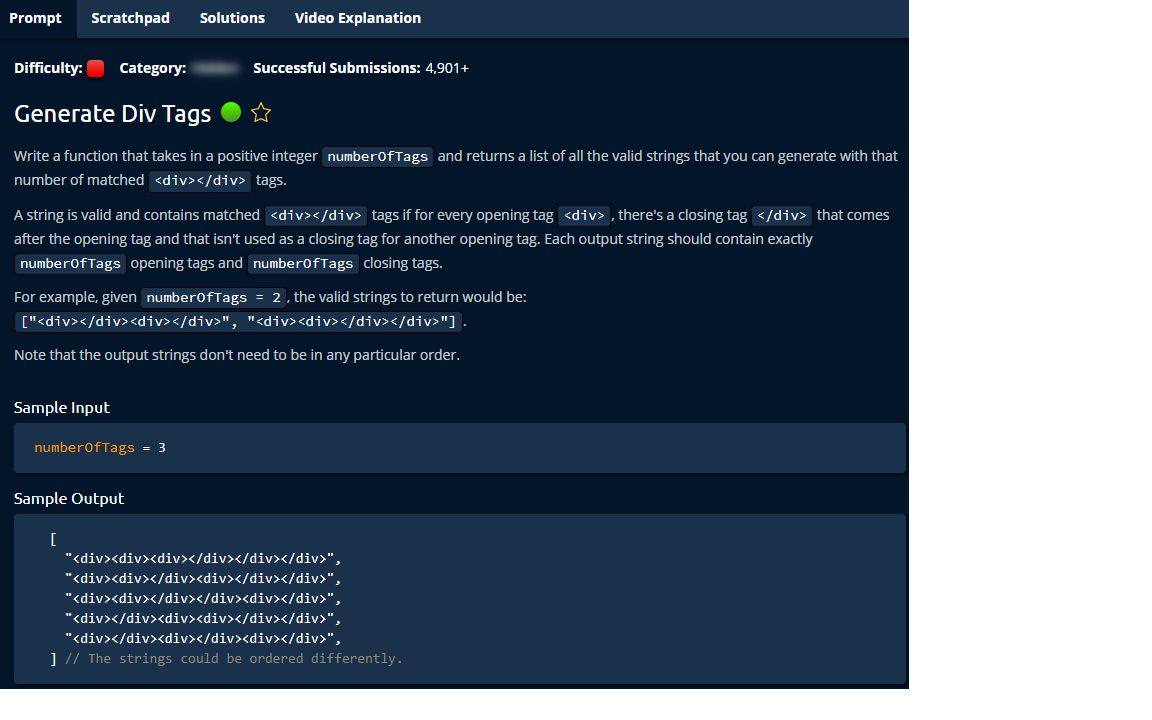 Prompt Scratchpad Solutions Video Explanation
Difficulty: Category: Successful Submissions: 4,901+
Generate Div Tags
Write a function that takes in a positive integer numberOfTags and returns a list of all the valid strings that you can generate with that
number of matched <div></div> tags.
A string is valid and contains matched <div></div> tags if for every opening tag <div>, there's a closing tag </div> that comes
after the opening tag and that isn't used as a closing tag for another opening tag. Each output string should contain exactly
numberOfTags opening tags and numberOfTags closing tags.
For example, given numberOfTags = 2, the valid strings to return would be:
["<div></div><div></div>", "<div><div></div></div>"].
Note that the output strings don't need to be in any particular order.
Sample Input
numberOfTags = 3
Sample Output
[
"<div><div><div></div></div></div>",
"<div><div></div><div></div></div>",
"<div><div></div></div><div></div>",
"<div></div><div><div></div></div>",
"<div></div><div></div><div></div>",
] // The strings could be ordered differently.